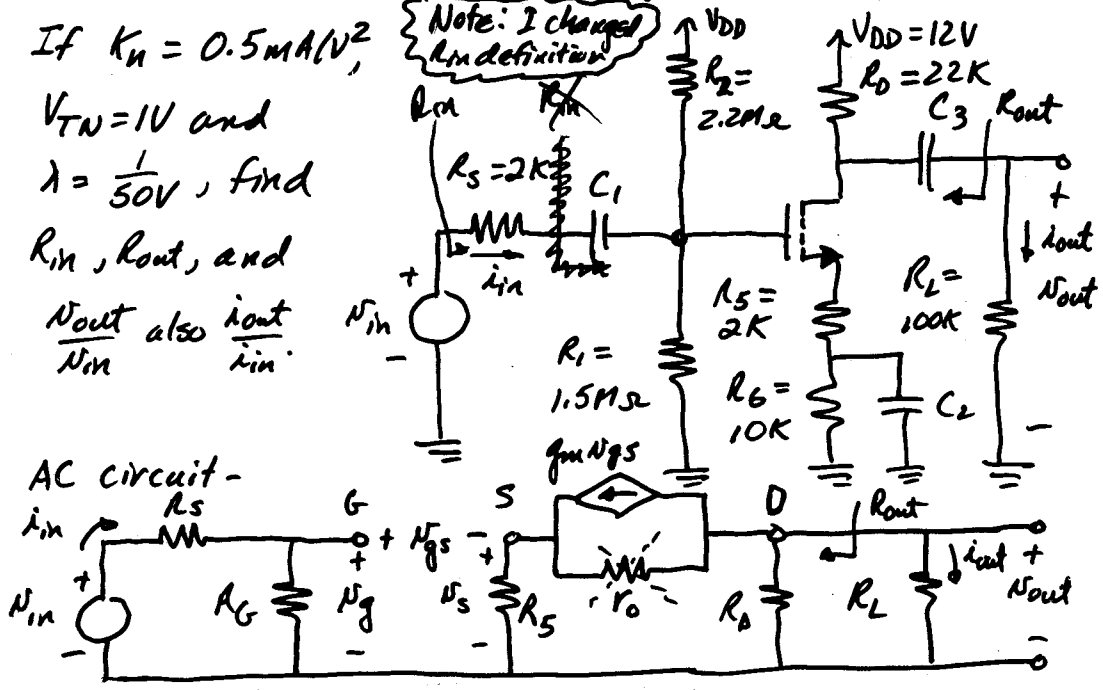 If Kn = 0.5mA/V²,
VTN = 1V and
λ = 1/50V, find
Rin, Rout, and
vout/vin also iout/iin.
Note: I changed
Rin definition
Rin
Rin
RS = 2K
C1
iin
+
vin
−
VDD
R2 =
2.2MΩ
R1 =
1.5MΩ
VDD = 12V
RD = 22K
C3
Rout
+
iout
vout
−
R5 =
2K
RL =
100K
R6 =
10K
C2
AC circuit -
iin
RS
G
+ vgs −
S
gmvgs
D
Rout
+
vin
−
RG
+
vg
−
+
vs
−
R5
ro
RD
RL
iout
+
vout
−